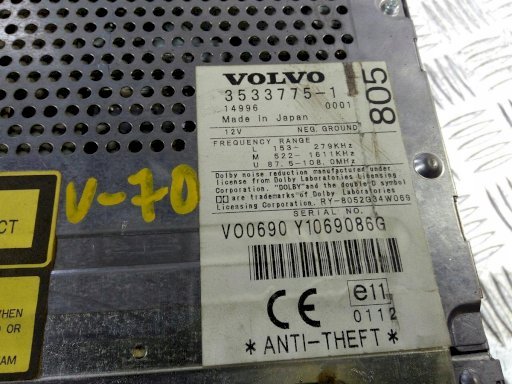 VOLVO
3533775-1
14996 0001
805
Made in Japan
12V NEG. GROUND
FREQUENCY RANGE
L 153- 279KHz
M 522- 1611KHz
U 87.5-108.0MHz
Dolby noise reduction manufactured under
license from Dolby Laboratories Licensing
Corporation. "DOLBY" and the double D symbol
are trademarks of Dolby Laboratories
Licensing Corporation. RY-8052G34W069
SERIAL NO.
V00690 Y1069086G
CE e11
0112
*ANTI-THEFT*
V-70
CT
WHEN
D OR
AM